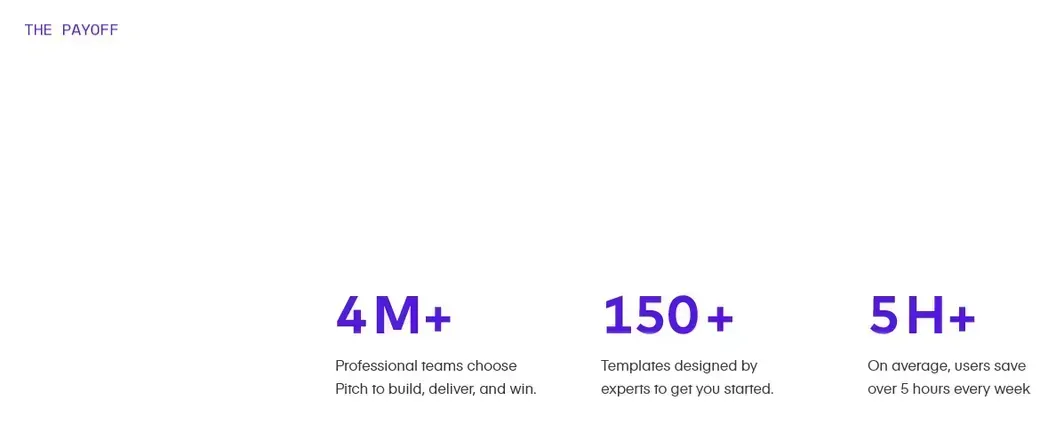 THE PAYOFF
4M+
Professional teams choose
Pitch to build, deliver, and win.
150+
Templates designed by
experts to get you started.
5H+
On average, users save
over 5 hours every week